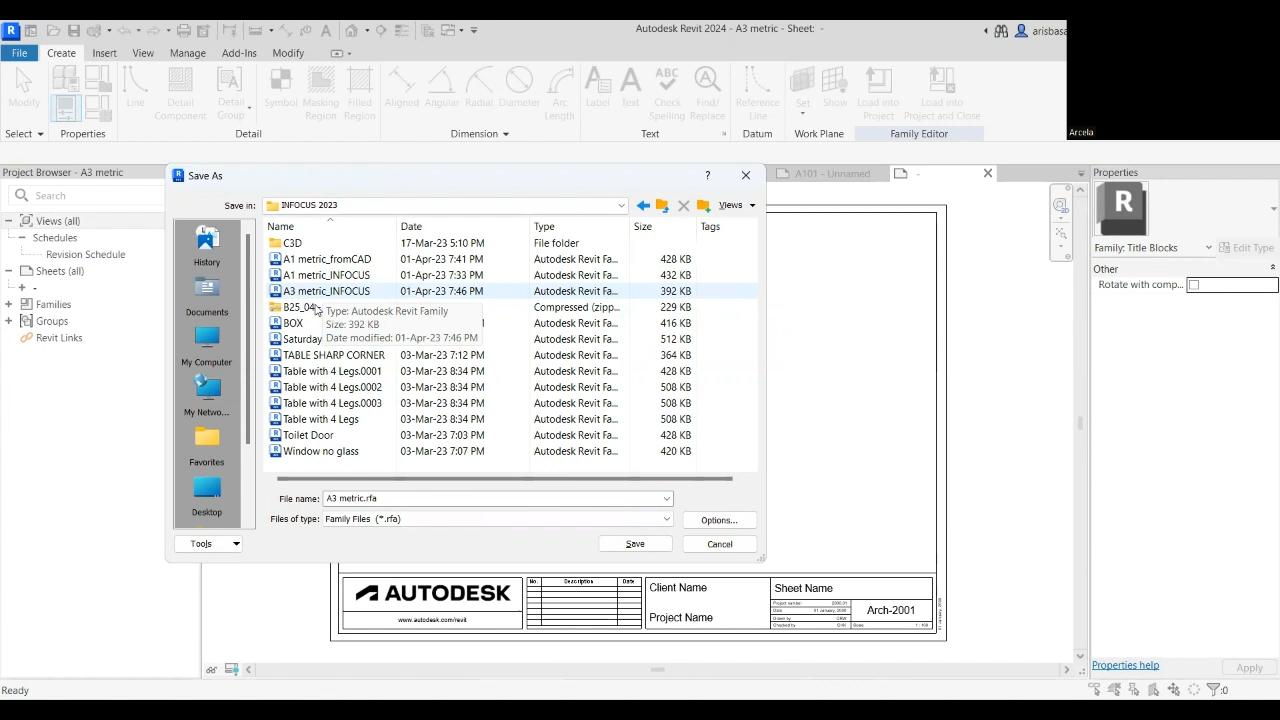 Autodesk Revit 2024 - A3 metric - Sheet: -
arisbasa
File Create Insert View Manage Add-Ins Modify
Modify
Line
Detail Component
Detail Group
Symbol
Masking Region
Filled Region
Aligned
Angular
Radial
Diameter
Arc Length
Label
Text
Check Spelling
Find/ Replace
Reference Line
Set
Show
Load into Project
Load into Project and Close
Select Properties Detail Dimension Text Datum Work Plane Family Editor
Arcela
Project Browser - A3 metric
Search
Views (all)
Schedules
Revision Schedule
Sheets (all)
-
Families
Groups
Revit Links
A101 - Unnamed
-
Save As
Save in: INFOCUS 2023
Views
History
Documents
My Computer
My Netwo...
Favorites
Desktop
Name Date Type Size Tags
C3D 17-Mar-23 5:10 PM File folder
A1 metric_fromCAD 01-Apr-23 7:41 PM Autodesk Revit Fa... 428 KB
A1 metric_INFOCUS 01-Apr-23 7:33 PM Autodesk Revit Fa... 432 KB
A3 metric_INFOCUS 01-Apr-23 7:46 PM Autodesk Revit Fa... 392 KB
B25_04 Compressed (zipp... 229 KB
BOX Autodesk Revit Fa... 416 KB
Saturday Autodesk Revit Fa... 512 KB
TABLE SHARP CORNER 03-Mar-23 7:12 PM Autodesk Revit Fa... 364 KB
Table with 4 Legs.0001 03-Mar-23 8:34 PM Autodesk Revit Fa... 428 KB
Table with 4 Legs.0002 03-Mar-23 8:34 PM Autodesk Revit Fa... 508 KB
Table with 4 Legs.0003 03-Mar-23 8:34 PM Autodesk Revit Fa... 508 KB
Table with 4 Legs 03-Mar-23 8:34 PM Autodesk Revit Fa... 508 KB
Toilet Door 03-Mar-23 7:03 PM Autodesk Revit Fa... 428 KB
Window no glass 03-Mar-23 7:07 PM Autodesk Revit Fa... 420 KB
Type: Autodesk Revit Family
Size: 392 KB
Date modified: 01-Apr-23 7:46 PM
File name: A3 metric.rfa
Files of type: Family Files (*.rfa)
Options...
Tools
Save
Cancel
AUTODESK
www.autodesk.com/revit
No. Description Date
Client Name
Project Name
Sheet Name
Project number
Date 01 January, 2000
Drawn by
Checked by
Arch-2001
Scale 1 : 100
Properties
Family: Title Blocks
Edit Type
Other
Rotate with comp...
Properties help
Apply
Ready
:0